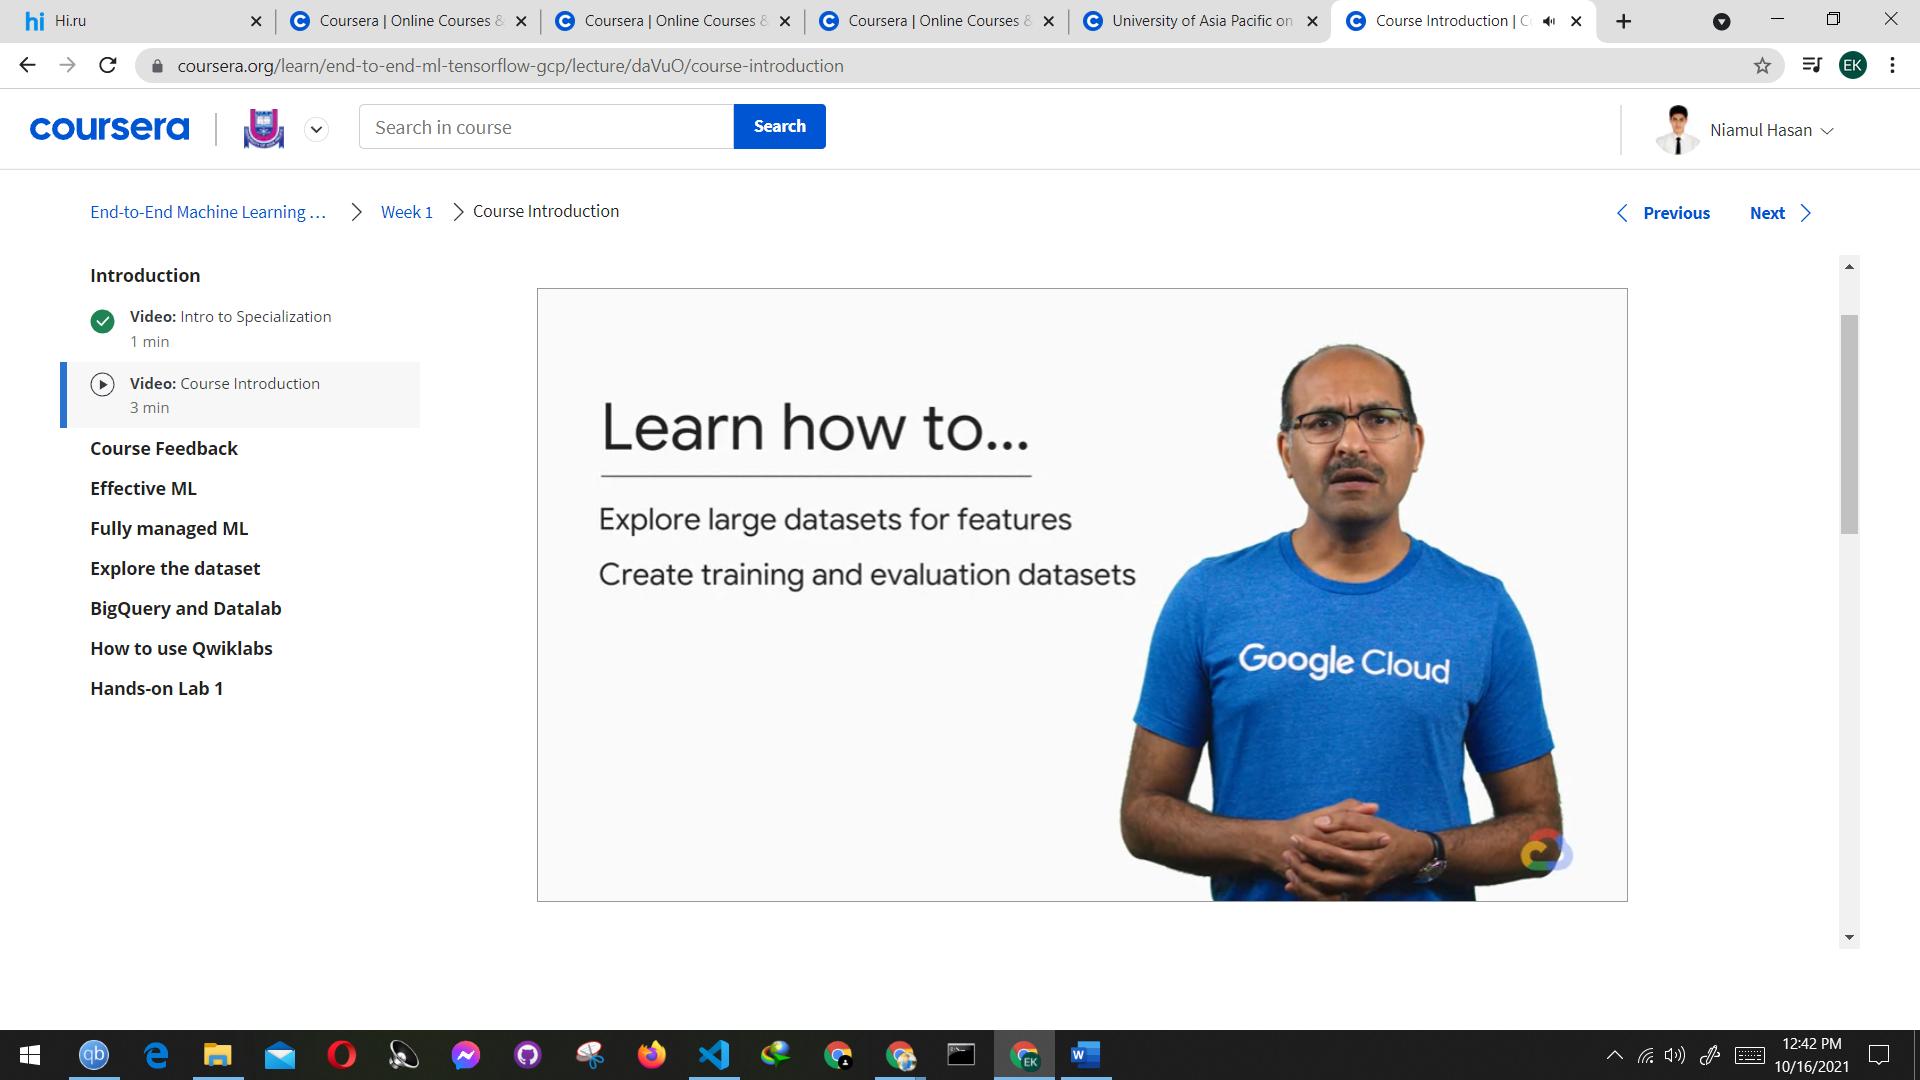 hi Hi.ru
Coursera | Online Courses &
Coursera | Online Courses &
Coursera | Online Courses &
University of Asia Pacific on
Course Introduction | C
coursera.org/learn/end-to-end-ml-tensorflow-gcp/lecture/daVuO/course-introduction
EK
coursera
Search in course
Search
Niamul Hasan
End-to-End Machine Learning …
Week 1
Course Introduction
Previous
Next
Introduction
Video: Intro to Specialization
1 min
Video: Course Introduction
3 min
Course Feedback
Effective ML
Fully managed ML
Explore the dataset
BigQuery and Datalab
How to use Qwiklabs
Hands-on Lab 1
Learn how to...
Explore large datasets for features
Create training and evaluation datasets
Google Cloud
qb
EK
W
12:42 PM
10/16/2021